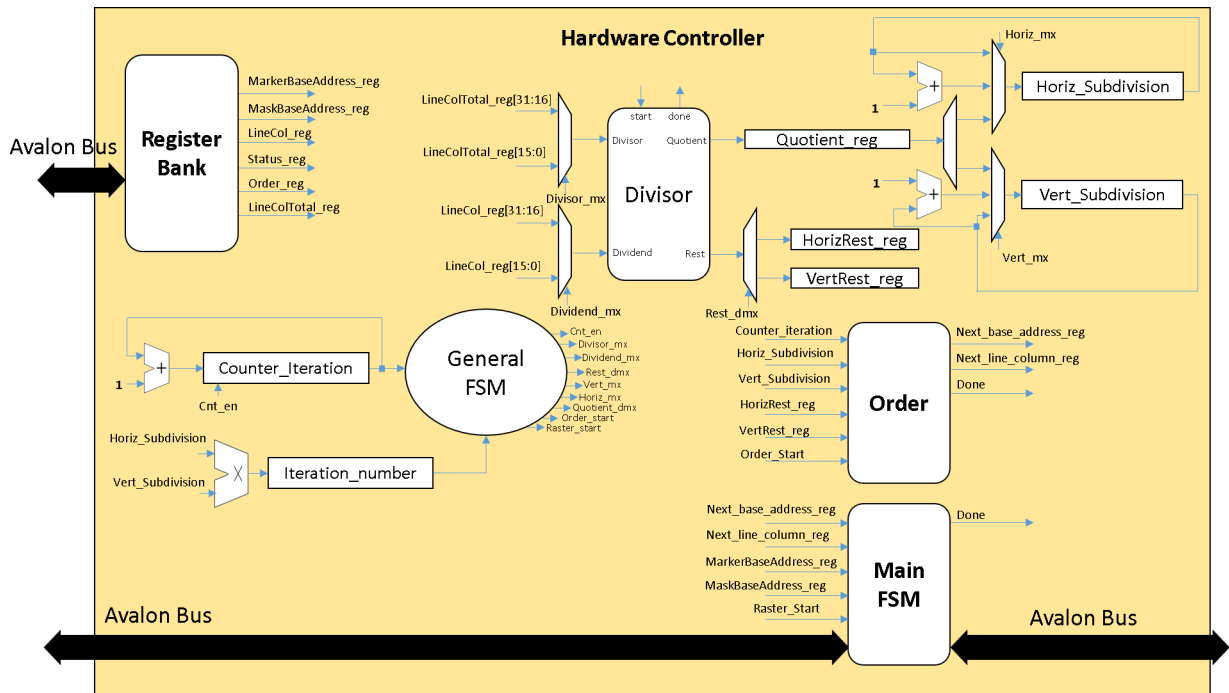 Hardware Controller
Avalon Bus
Register
Bank
MarkerBaseAddress_reg
MaskBaseAddress_reg
LineCol_reg
Status_reg
Order_reg
LineColTotal_reg
LineColTotal_reg[31:16]
LineColTotal_reg[15:0]
Divisor_mx
LineCol_reg[31:16]
LineCol_reg[15:0]
Dividend_mx
start
done
Divisor
Quotient
Divisor
Dividend
Rest
Quotient_reg
HorizRest_reg
VertRest_reg
Rest_dmx
Horiz_mx
+
1
Horiz_Subdivision
1
+
Vert_Subdivision
Vert_mx
+
1
Counter_Iteration
Cnt_en
General
FSM
Cnt_en
Divisor_mx
Dividend_mx
Rest_dmx
Vert_mx
Horiz_mx
Quotient_dmx
Order_start
Raster_start
Horiz_Subdivision
Vert_Subdivision
X
Iteration_number
Counter_iteration
Horiz_Subdivision
Vert_Subdivision
HorizRest_reg
VertRest_reg
Order_Start
Order
Next_base_address_reg
Next_line_column_reg
Done
Next_base_address_reg
Next_line_column_reg
MarkerBaseAddress_reg
MaskBaseAddress_reg
Raster_Start
Main
FSM
Done
Avalon Bus
Avalon Bus